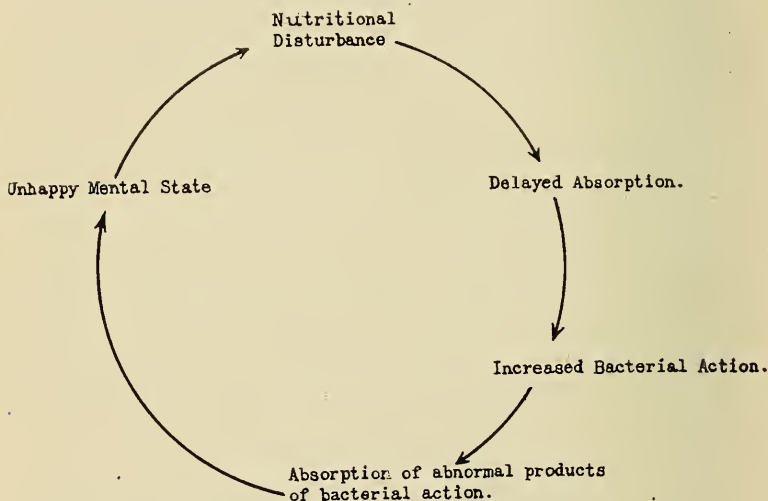 Nutritional
Disturbance
Delayed Absorption.
Increased Bacterial Action.
Absorption of abnormal products
of bacterial action.
Unhappy Mental State